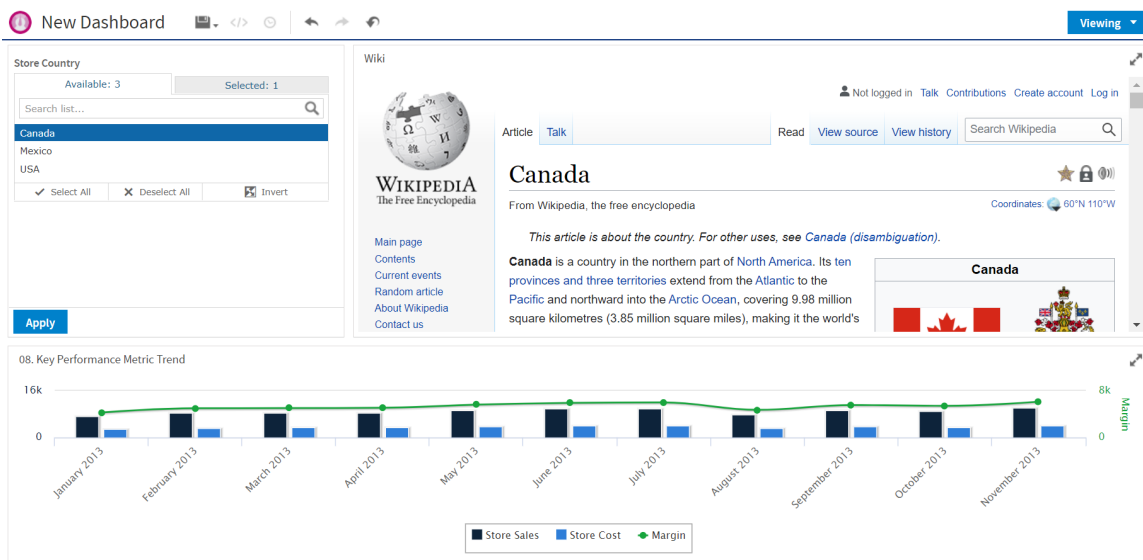 New Dashboard
Viewing
Store Country
Available: 3
Selected: 1
Search list...
Canada
Mexico
USA
Select All
Deselect All
Invert
Apply
Wiki
WIKIPEDIA
The Free Encyclopedia
Main page
Contents
Current events
Random article
About Wikipedia
Contact us
Not logged in Talk Contributions Create account Log in
Article Talk
Read View source View history
Search Wikipedia
Canada
From Wikipedia, the free encyclopedia
Coordinates: 60°N 110°W
This article is about the country. For other uses, see Canada (disambiguation).
Canada is a country in the northern part of North America. Its ten
provinces and three territories extend from the Atlantic to the
Pacific and northward into the Arctic Ocean, covering 9.98 million
square kilometres (3.85 million square miles), making it the world's
Canada
08. Key Performance Metric Trend
16k
0
8k
0
Margin
January 2013
February 2013
March 2013
April 2013
May 2013
June 2013
July 2013
August 2013
September 2013
October 2013
November 2013
Store Sales
Store Cost
Margin